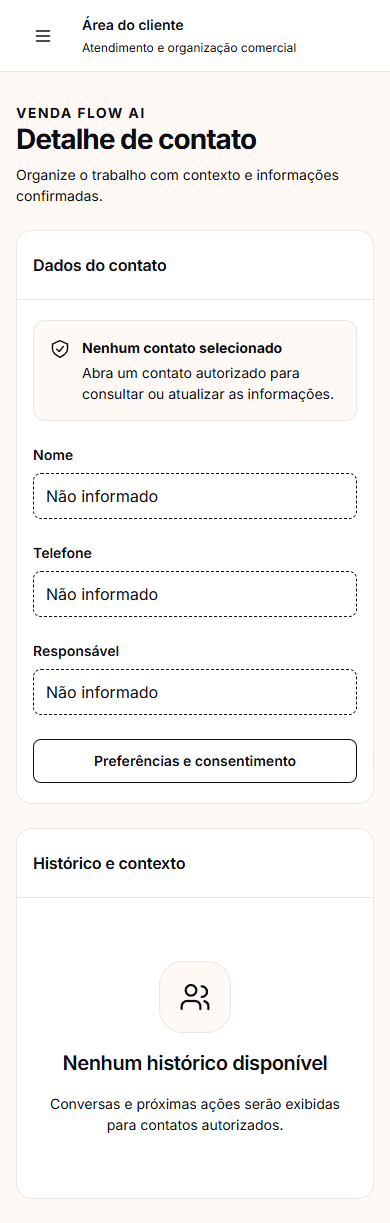 Área do cliente
Atendimento e organização comercial
VENDA FLOW AI
Detalhe de contato
Organize o trabalho com contexto e informações
confirmadas.
Dados do contato
Nenhum contato selecionado
Abra um contato autorizado para
consultar ou atualizar as informações.
Nome
Não informado
Telefone
Não informado
Responsável
Não informado
Preferências e consentimento
Histórico e contexto
Nenhum histórico disponível
Conversas e próximas ações serão exibidas
para contatos autorizados.